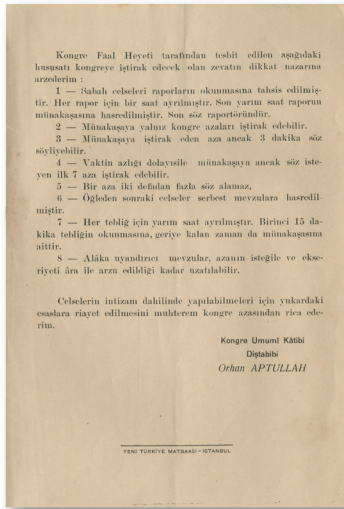 Kongre Faal Heyeti tarafından tesbit edilen aşağıdaki
hususatı kongreye iştirak edecek olan zevatın dikkat nazarına
arzederim :
1 — Sabah celseleri raporların okunmasına tahsis edilmiş-
tir. Her rapor için bir saat ayrılmıştır. Son yarım saat raporun
münakaşasına hasredilmiştir. Son söz raportöründür.
2 — Münakaşaya yalnız kongre azaları iştirak edebilir.
3 — Münakaşaya iştirak eden aza ancak 3 dakika söz
söyliyebilir.
4 — Vaktin azlığı dolayısile münakaşaya ancak söz iste-
yen ilk 7 aza iştirak edebilir.
5 — Bir aza iki defadan fazla söz alamaz,
6 — Öğleden sonraki celseler serbest mevzulara hasredil-
miştir.
7 — Her tebliğ için yarım saat ayrılmıştır. Birinci 15 da-
kika tebliğin okunmasına, geriye kalan zaman da münakaşasına
aittir.
8 — Alâka uyandırıcı mevzular, azanın isteğile ve ekse-
riyeti âra ile arzu edildiği kadar uzatılabilir.
Celselerin intizam dahilinde yapılabilmeleri için yukardaki
esaslara riayet edilmesini muhterem kongre azasından rica ede-
rim.
Kongre Umumî Kâtibi
Diştabibi
Orhan APTULLAH
YENİ TÜRKİYE MATBAASI - ISTANBUL